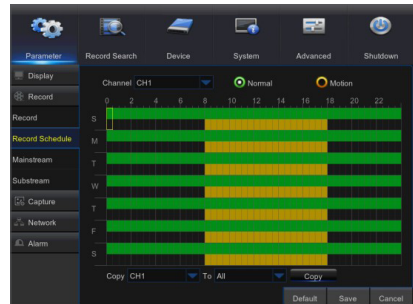 Parameter Record Search Device System Advanced Shutdown
Display
Record
Record
Record Schedule
Mainstream
Substream
Capture
Network
Alarm
Channel CH1 Normal Motion
0 2 4 6 8 10 12 14 16 18 20 22
S
M
T
W
T
F
S
Copy CH1 To All Copy
Default Save Cancel